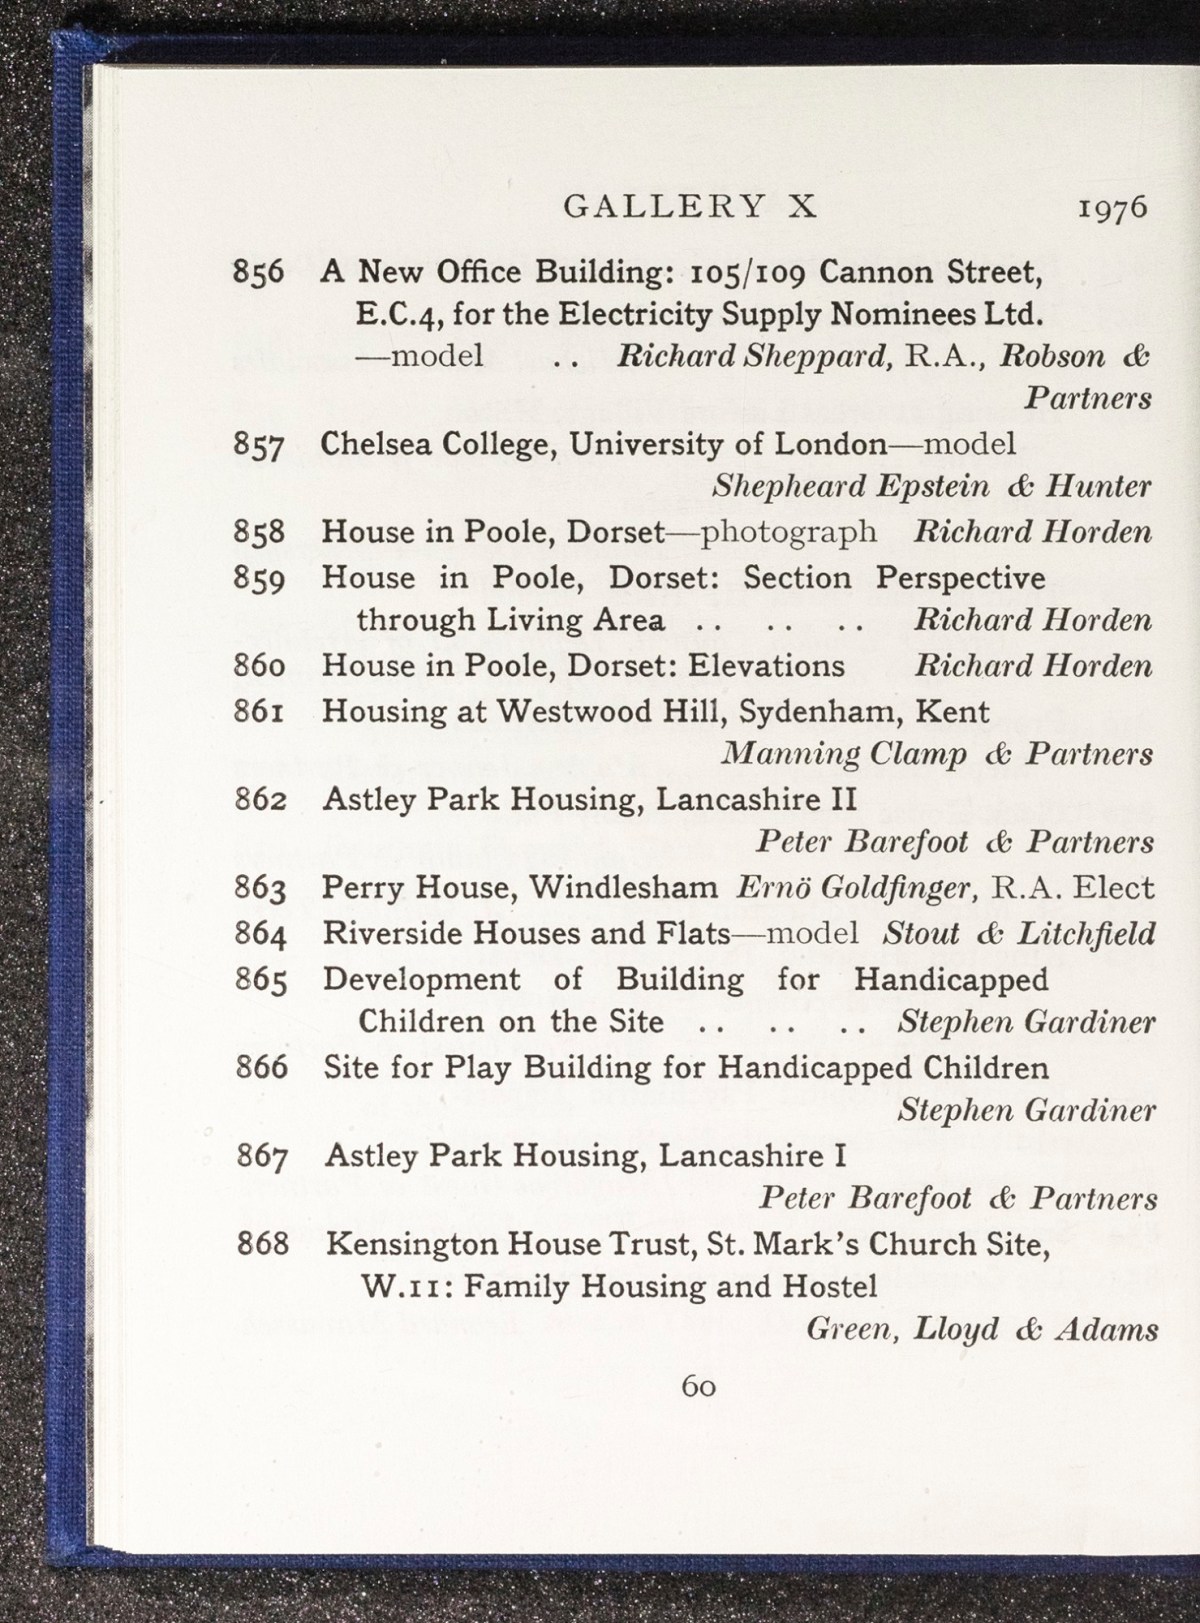 GALLERY X 1976
856 A New Office Building: 105/109 Cannon Street,
E.C.4, for the Electricity Supply Nominees Ltd.
—model .. Richard Sheppard, R.A., Robson &
Partners
857 Chelsea College, University of London—model
Shepheard Epstein & Hunter
858 House in Poole, Dorset—photograph Richard Horden
859 House in Poole, Dorset: Section Perspective
through Living Area .. .. .. Richard Horden
860 House in Poole, Dorset: Elevations Richard Horden
861 Housing at Westwood Hill, Sydenham, Kent
Manning Clamp & Partners
862 Astley Park Housing, Lancashire II
Peter Barefoot & Partners
863 Perry House, Windlesham Ernö Goldfinger, R.A. Elect
864 Riverside Houses and Flats—model Stout & Litchfield
865 Development of Building for Handicapped
Children on the Site .. .. .. Stephen Gardiner
866 Site for Play Building for Handicapped Children
Stephen Gardiner
867 Astley Park Housing, Lancashire I
Peter Barefoot & Partners
868 Kensington House Trust, St. Mark's Church Site,
W.11: Family Housing and Hostel
Green, Lloyd & Adams
60